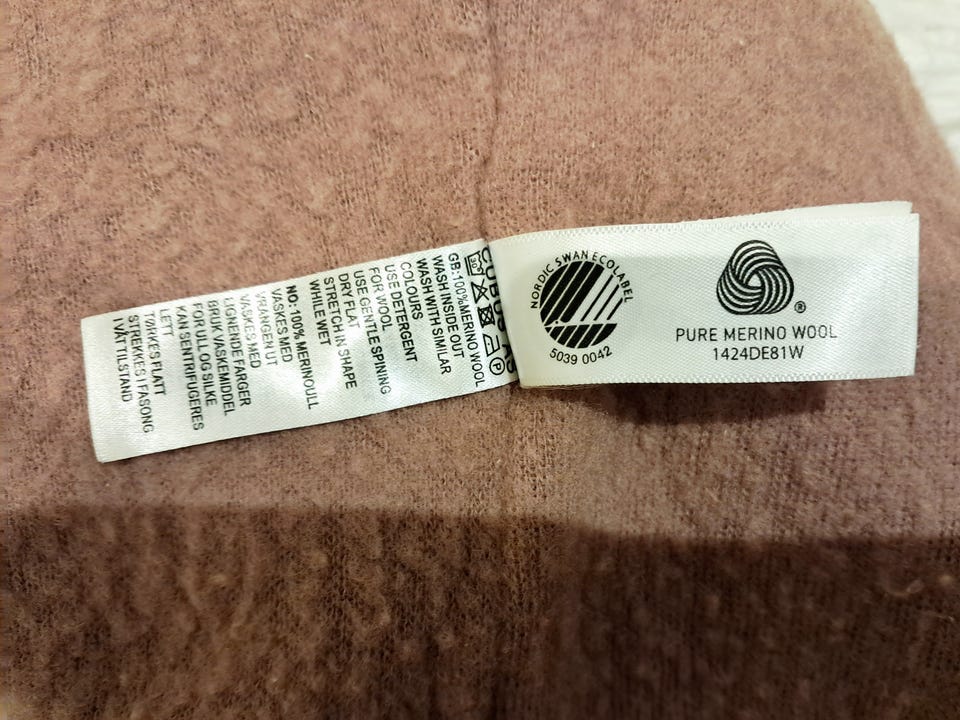 CUBUS AS
30
P
GB:100%MERINO WOOL
WASH INSIDE OUT
WASH WITH SIMILAR
COLOURS
USE DETERGENT
FOR WOOL
USE GENTLE SPINING
DRY FLAT
STRETCH IN SHAPE
WHILE WET
NO:100% MERINOULL
VASKES MED
VRANGEN UT
VASKES MED
LIGNENDE FARGER
BRUK VASKEMIDDEL
FOR ULL OG SILKE
KAN SENTRIFUGERES
LETT
TØRKES FLATT
STREKKES I FASONG
I VÅT TILSTAND
NORDIC SWAN ECOLABEL
5039 0042
®
PURE MERINO WOOL
1424DE81W